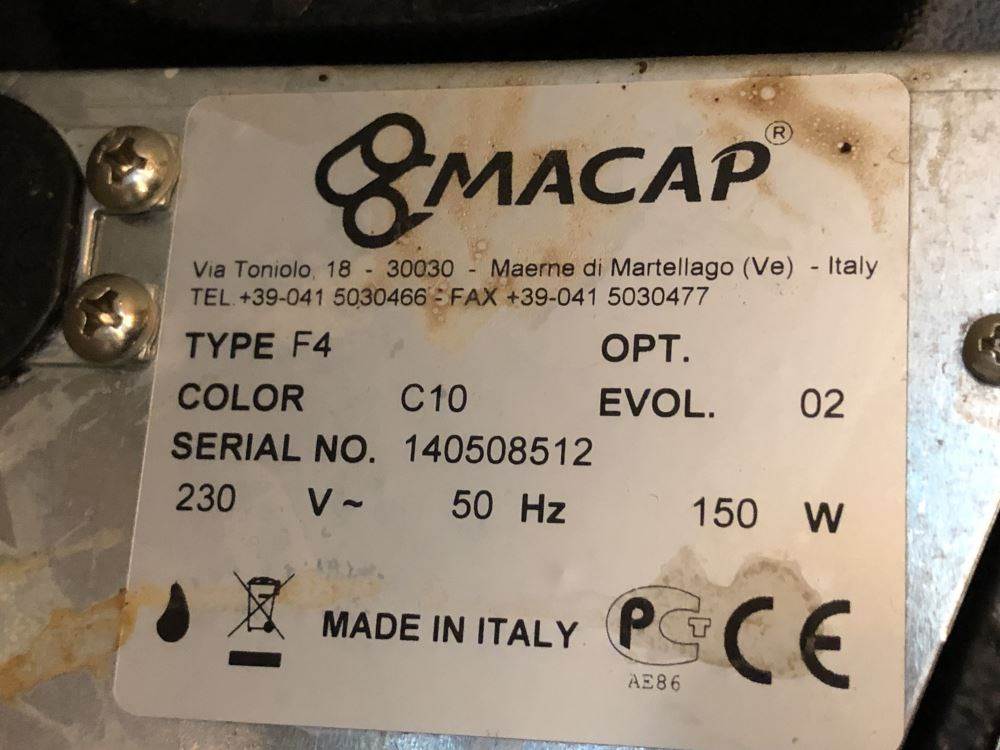 MACAP®
Via Toniolo, 18 - 30030 - Maerne di Martellago (Ve) - Italy
TEL.+39-041 5030466 - FAX +39-041 5030477
TYPE F4 OPT.
COLOR C10 EVOL. 02
SERIAL NO. 140508512
230 V ~ 50 Hz 150 W
MADE IN ITALY PCT CE
AE86